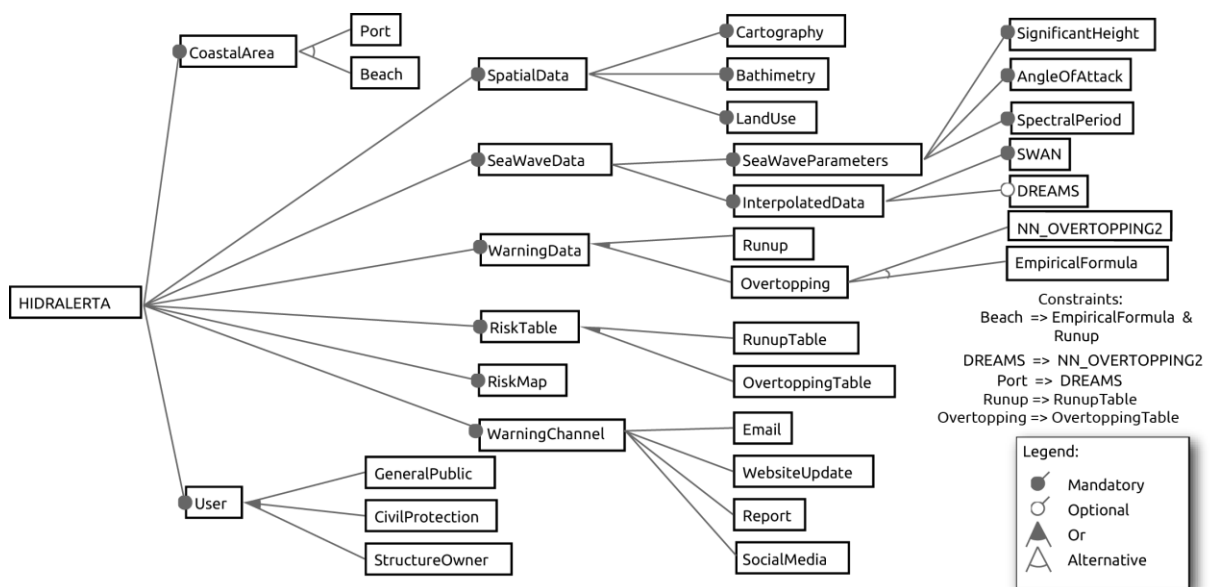 HIDRALERTA
CoastalArea
Port
Beach
SpatialData
Cartography
Bathimetry
LandUse
SeaWaveData
SeaWaveParameters
SignificantHeight
AngleOfAttack
SpectralPeriod
InterpolatedData
SWAN
DREAMS
WarningData
Runup
Overtopping
NN_OVERTOPPING2
EmpiricalFormula
RiskTable
RunupTable
OvertoppingTable
RiskMap
WarningChannel
Email
WebsiteUpdate
Report
SocialMedia
User
GeneralPublic
CivilProtection
StructureOwner
Constraints:
Beach => EmpiricalFormula &
Runup
DREAMS => NN_OVERTOPPING2
Port => DREAMS
Runup => RunupTable
Overtopping => OvertoppingTable
Legend:
Mandatory
Optional
Or
Alternative